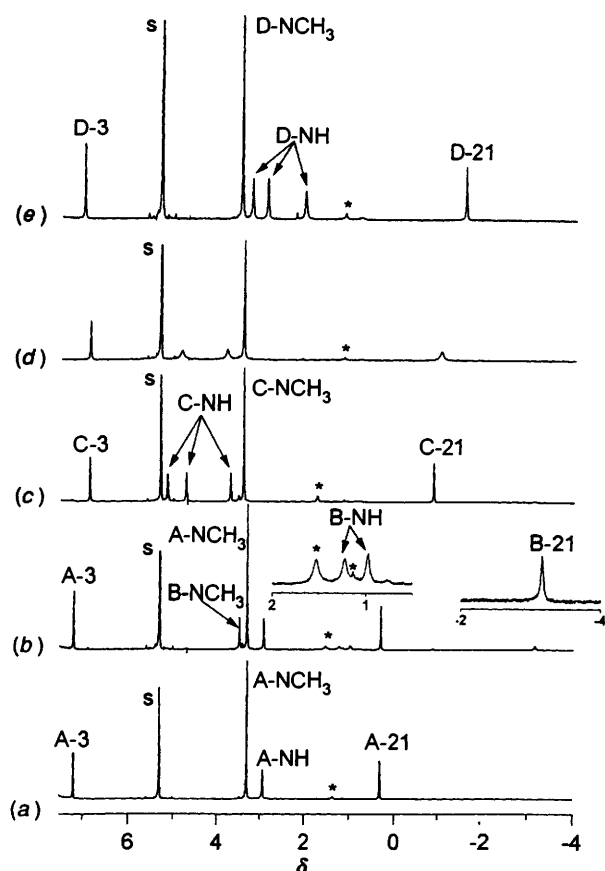 s D-NCH3
D-3 D-NH D-21
*
(e)
s
*
(d)
s C-NCH3
C-NH
C-3 C-21
*
(c)
A-NCH3 B-NH
s * * B-21
A-3 B-NCH3
2 1 -2 -4
*
(b)
A-NCH3
s
A-3 A-NH A-21
*
(a)
6 4 2 0 -2 -4
δ